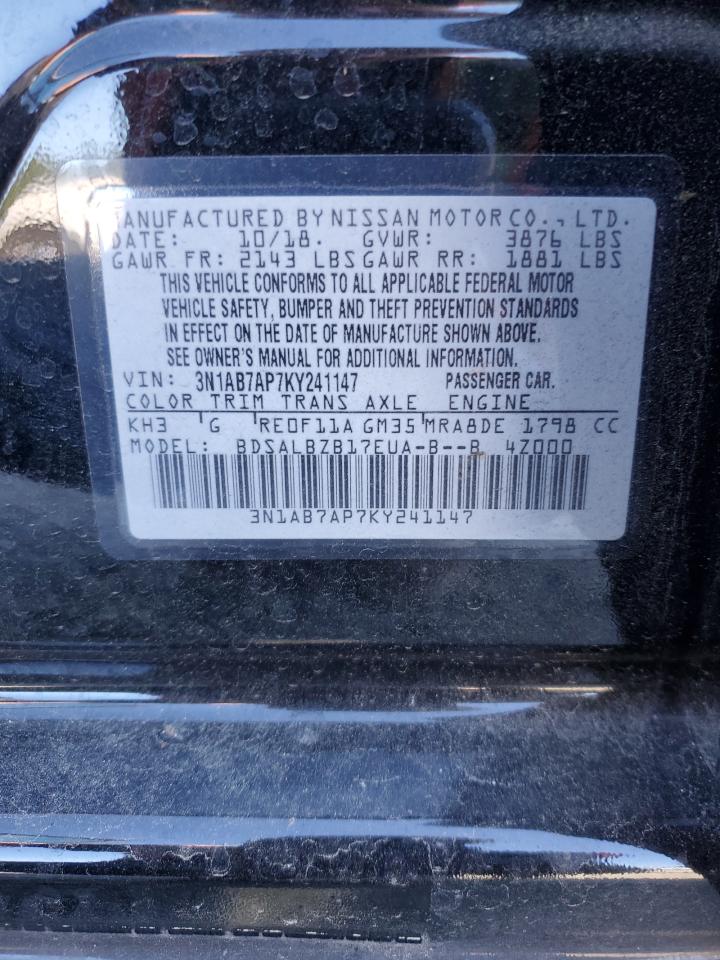 MANUFACTURED BY NISSAN MOTOR CO., LTD.
DATE: 10/18. GVWR: 3876 LBS
GAWR FR: 2143 LBS GAWR RR: 1881 LBS
THIS VEHICLE CONFORMS TO ALL APPLICABLE FEDERAL MOTOR
VEHICLE SAFETY, BUMPER AND THEFT PREVENTION STANDARDS
IN EFFECT ON THE DATE OF MANUFACTURE SHOWN ABOVE.
SEE OWNER'S MANUAL FOR ADDITIONAL INFORMATION.
VIN: 3N1AB7AP7KY241147 PASSENGER CAR.
COLOR TRIM TRANS AXLE ENGINE
KH3 G RE0F11A GM35 MRA8DE 1798 CC
MODEL: BDSALBZB17EUA-B--B 4Z000
3N1AB7AP7KY241147